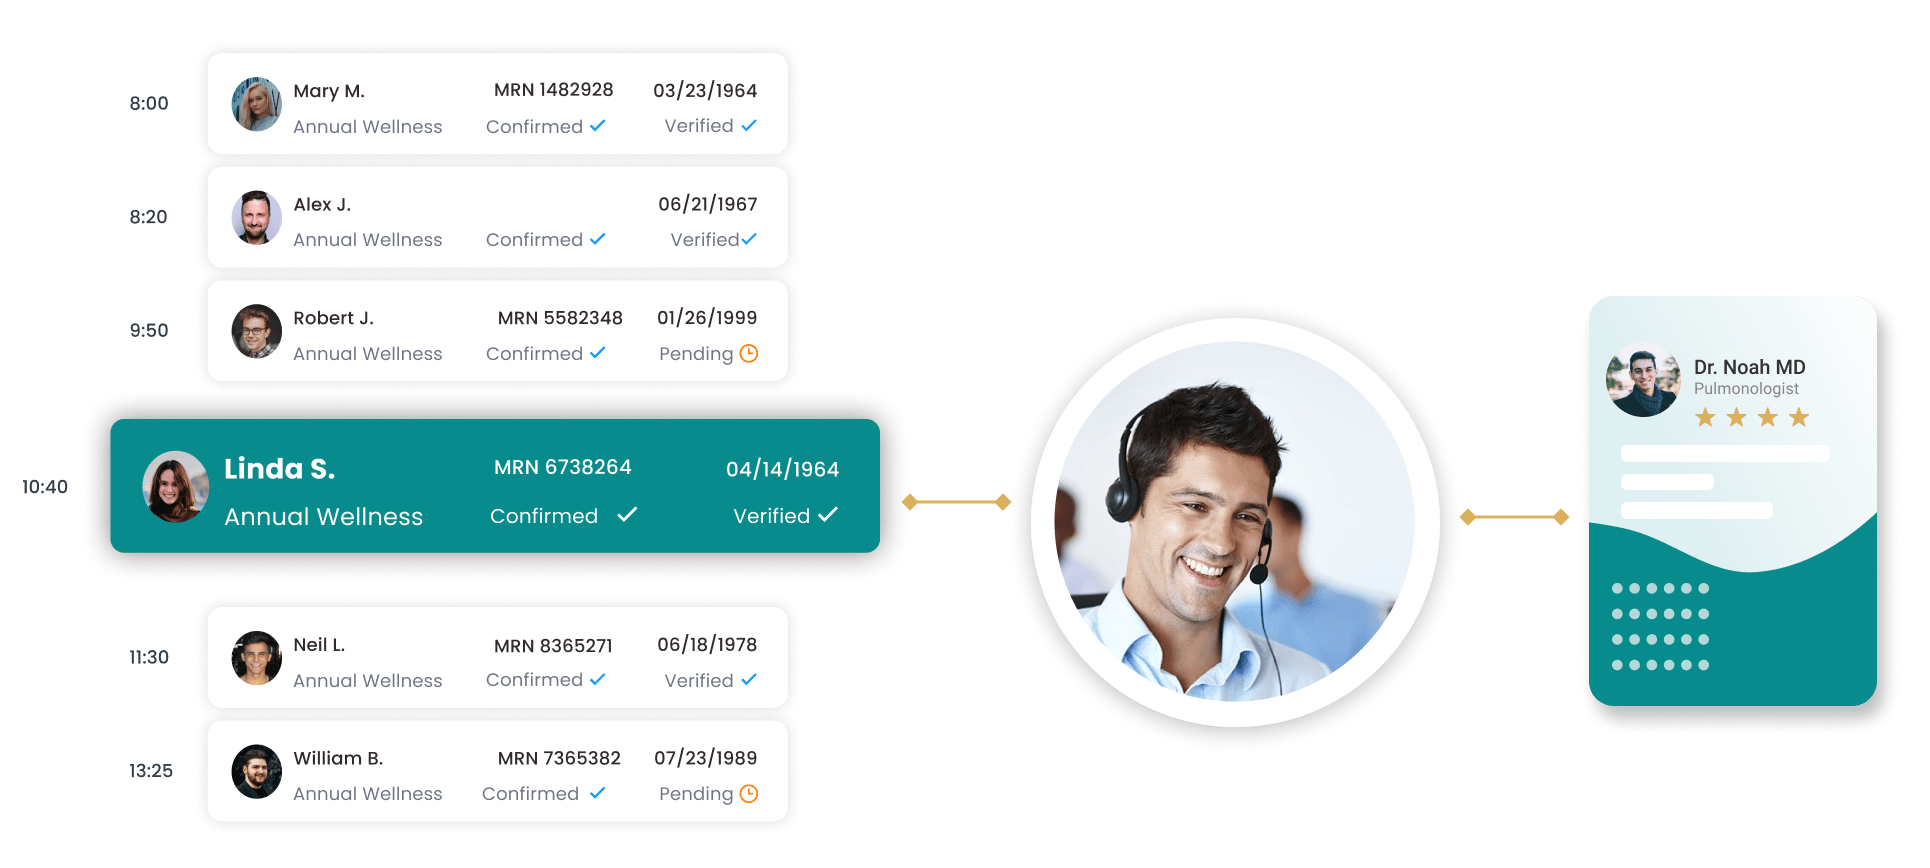 8:00
Mary M. MRN 1482928 03/23/1964
Annual Wellness Confirmed Verified
8:20
Alex J. 06/21/1967
Annual Wellness Confirmed Verified
9:50
Robert J. MRN 5582348 01/26/1999
Annual Wellness Confirmed Pending
10:40
Linda S. MRN 6738264 04/14/1964
Annual Wellness Confirmed Verified
11:30
Neil L. MRN 8365271 06/18/1978
Annual Wellness Confirmed Verified
13:25
William B. MRN 7365382 07/23/1989
Annual Wellness Confirmed Pending
Dr. Noah MD
Pulmonologist